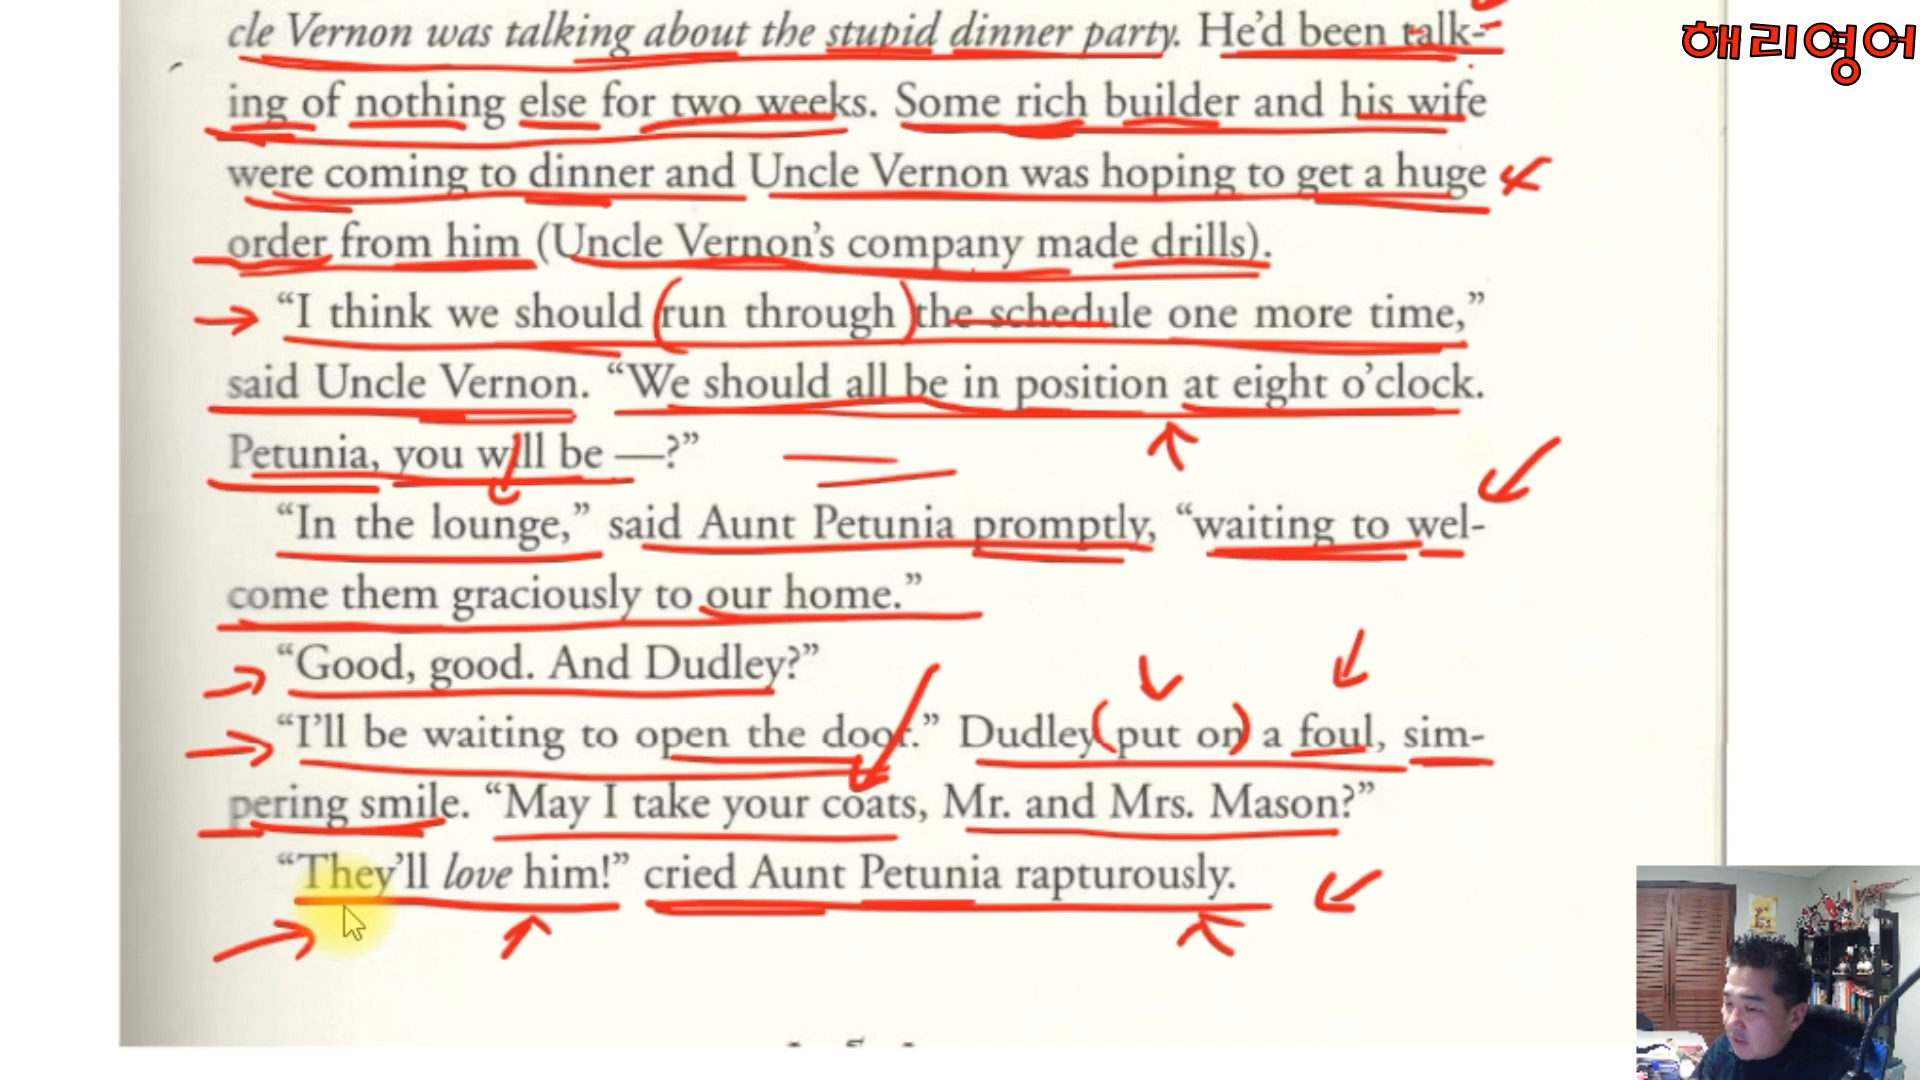 해리영어
cle Vernon was talking about the stupid dinner party. He’d been talk-
ing of nothing else for two weeks. Some rich builder and his wife
were coming to dinner and Uncle Vernon was hoping to get a huge
order from him (Uncle Vernon’s company made drills).
“I think we should run through the schedule one more time,”
said Uncle Vernon. “We should all be in position at eight o’clock.
Petunia, you will be —?”
“In the lounge,” said Aunt Petunia promptly, “waiting to wel-
come them graciously to our home.”
“Good, good. And Dudley?”
“I’ll be waiting to open the door.” Dudley put on a foul, sim-
pering smile. “May I take your coats, Mr. and Mrs. Mason?”
“They’ll love him!” cried Aunt Petunia rapturously.